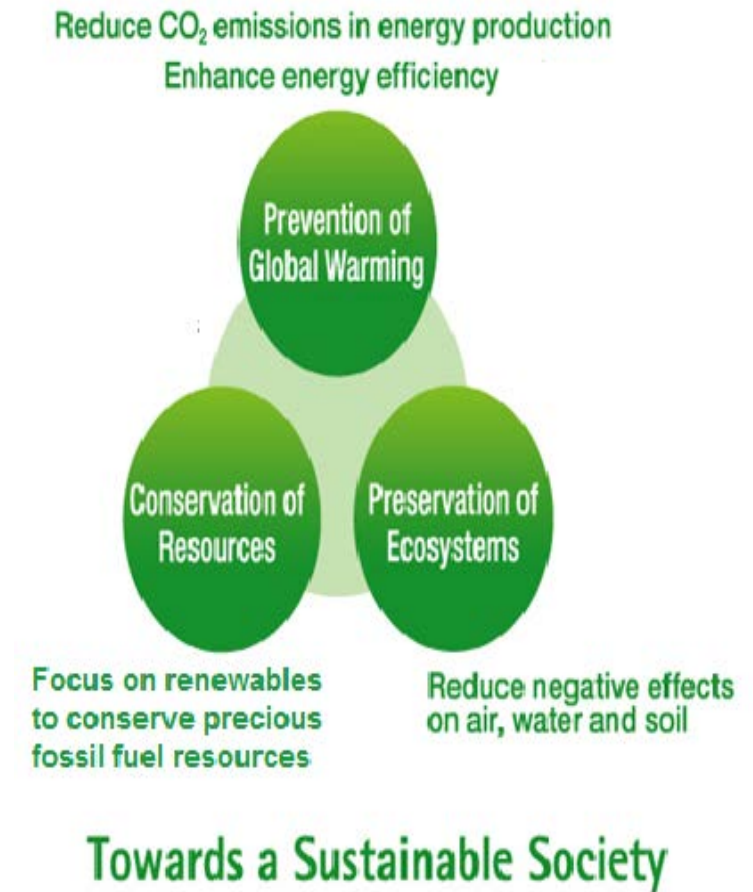 Reduce CO₂ emissions in energy production
Enhance energy efficiency
Prevention of
Global Warming
Conservation of
Resources
Preservation of
Ecosystems
Focus on renewables
to conserve precious
fossil fuel resources
Reduce negative effects
on air, water and soil
Towards a Sustainable Society